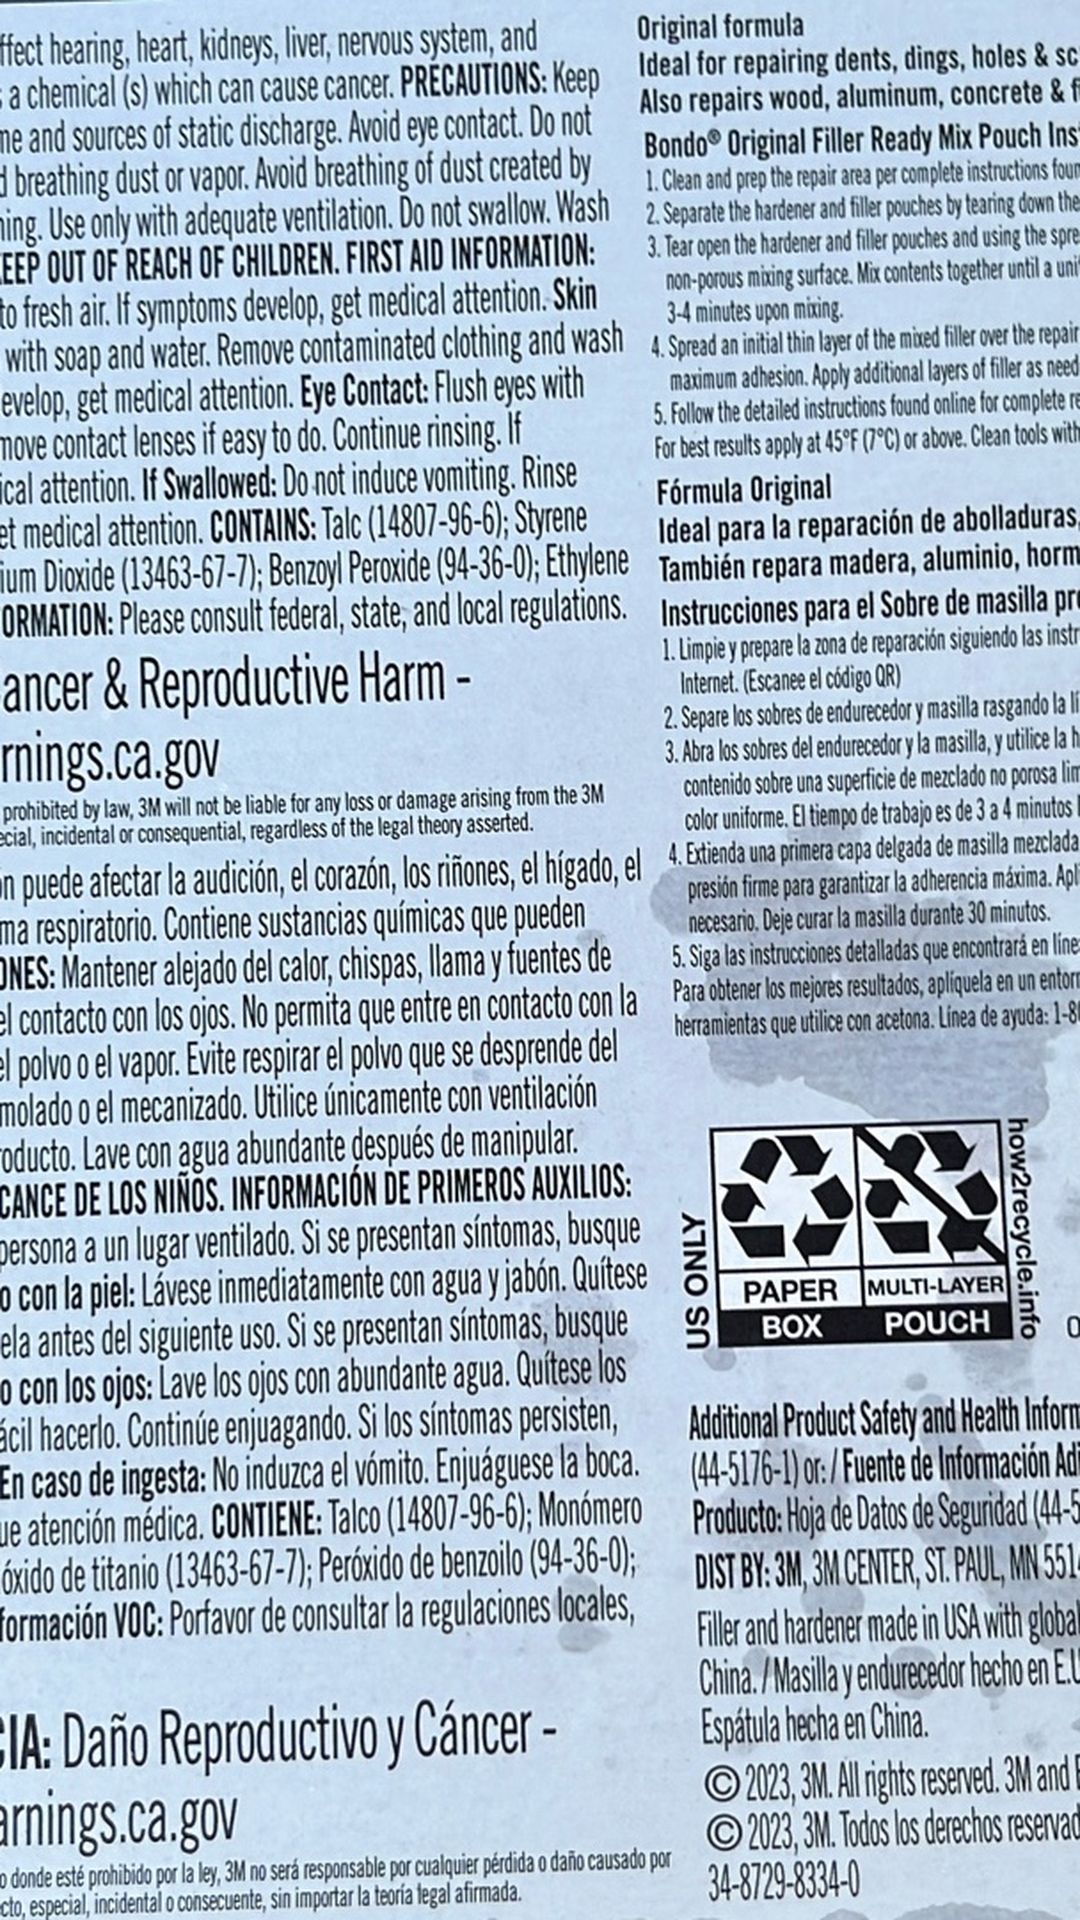 ffect hearing, heart, kidneys, liver, nervous system, and
a chemical (s) which can cause cancer. PRECAUTIONS: Keep
me and sources of static discharge. Avoid eye contact. Do not
d breathing dust or vapor. Avoid breathing of dust created by
ning. Use only with adequate ventilation. Do not swallow. Wash
KEEP OUT OF REACH OF CHILDREN. FIRST AID INFORMATION:
to fresh air. If symptoms develop, get medical attention. Skin
with soap and water. Remove contaminated clothing and wash
evelop, get medical attention. Eye Contact: Flush eyes with
move contact lenses if easy to do. Continue rinsing. If
ical attention. If Swallowed: Do not induce vomiting. Rinse
et medical attention. CONTAINS: Talc (14807-96-6); Styrene
ium Dioxide (13463-67-7); Benzoyl Peroxide (94-36-0); Ethylene
ORMATION: Please consult federal, state, and local regulations.
ancer & Reproductive Harm -
rnings.ca.gov
prohibited by law, 3M will not be liable for any loss or damage arising from the 3M
ecial, incidental or consequential, regardless of the legal theory asserted.
ón puede afectar la audición, el corazón, los riñones, el hígado, el
ma respiratorio. Contiene sustancias químicas que pueden
ONES: Mantener alejado del calor, chispas, llama y fuentes de
el contacto con los ojos. No permita que entre en contacto con la
el polvo o el vapor. Evite respirar el polvo que se desprende del
molado o el mecanizado. Utilice únicamente con ventilación
roducto. Lave con agua abundante después de manipular.
CANCE DE LOS NIÑOS. INFORMACIÓN DE PRIMEROS AUXILIOS:
persona a un lugar ventilado. Si se presentan síntomas, busque
o con la piel: Lávese inmediatamente con agua y jabón. Quítese
ela antes del siguiente uso. Si se presentan síntomas, busque
o con los ojos: Lave los ojos con abundante agua. Quítese los
ácil hacerlo. Continúe enjuagando. Si los síntomas persisten,
En caso de ingesta: No induzca el vómito. Enjuáguese la boca.
ue atención médica. CONTIENE: Talco (14807-96-6); Monómero
óxido de titanio (13463-67-7); Peróxido de benzoilo (94-36-0);
formación VOC: Porfavor de consultar la regulaciones locales,
CIA: Daño Reproductivo y Cáncer -
arnings.ca.gov
o donde esté prohibido por la ley, 3M no será responsable por cualquier pérdida o daño causado por
cto, especial, incidental o consecuente, sin importar la teoría legal afirmada.
Original formula
Ideal for repairing dents, dings, holes & sc
Also repairs wood, aluminum, concrete & fi
Bondo® Original Filler Ready Mix Pouch Ins
1. Clean and prep the repair area per complete instructions foun
2. Separate the hardener and filler pouches by tearing down the
3. Tear open the hardener and filler pouches and using the spre
non-porous mixing surface. Mix contents together until a uni
3-4 minutes upon mixing.
4. Spread an initial thin layer of the mixed filler over the repair
maximum adhesion. Apply additional layers of filler as need
5. Follow the detailed instructions found online for complete re
For best results apply at 45°F (7°C) or above. Clean tools with
Fórmula Original
Ideal para la reparación de abolladuras,
También repara madera, aluminio, horm
Instrucciones para el Sobre de masilla pre
1. Limpie y prepare la zona de reparación siguiendo las instr
Internet. (Escanee el código QR)
2. Separe los sobres de endurecedor y masilla rasgando la lí
3. Abra los sobres del endurecedor y la masilla, y utilice la h
contenido sobre una superficie de mezclado no porosa lim
color uniforme. El tiempo de trabajo es de 3 a 4 minutos
4. Extienda una primera capa delgada de masilla mezclada
presión firme para garantizar la adherencia máxima. Apli
necesario. Deje curar la masilla durante 30 minutos.
5. Siga las instrucciones detalladas que encontrará en línea
Para obtener los mejores resultados, aplíquela en un entorn
herramientas que utilice con acetona. Línea de ayuda: 1-80
US ONLY
PAPER
BOX
MULTI-LAYER
POUCH
how2recycle.info
Additional Product Safety and Health Inform
(44-5176-1) or: / Fuente de Información Adi
Producto: Hoja de Datos de Seguridad (44-5
DIST BY: 3M, 3M CENTER, ST. PAUL, MN 5514
Filler and hardener made in USA with global
China. / Masilla y endurecedor hecho en E.U
Espátula hecha en China.
© 2023, 3M. All rights reserved. 3M and B
© 2023, 3M. Todos los derechos reservad
34-8729-8334-0